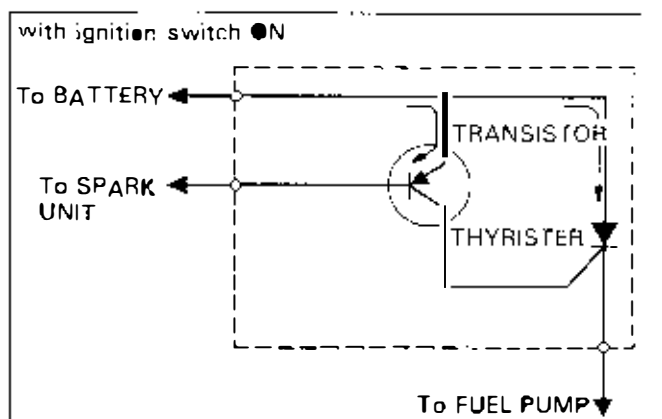 with ignition switch ON
To BATTERY
TRANSISTOR
To SPARK
UNIT
THYRISTER
To FUEL PUMP